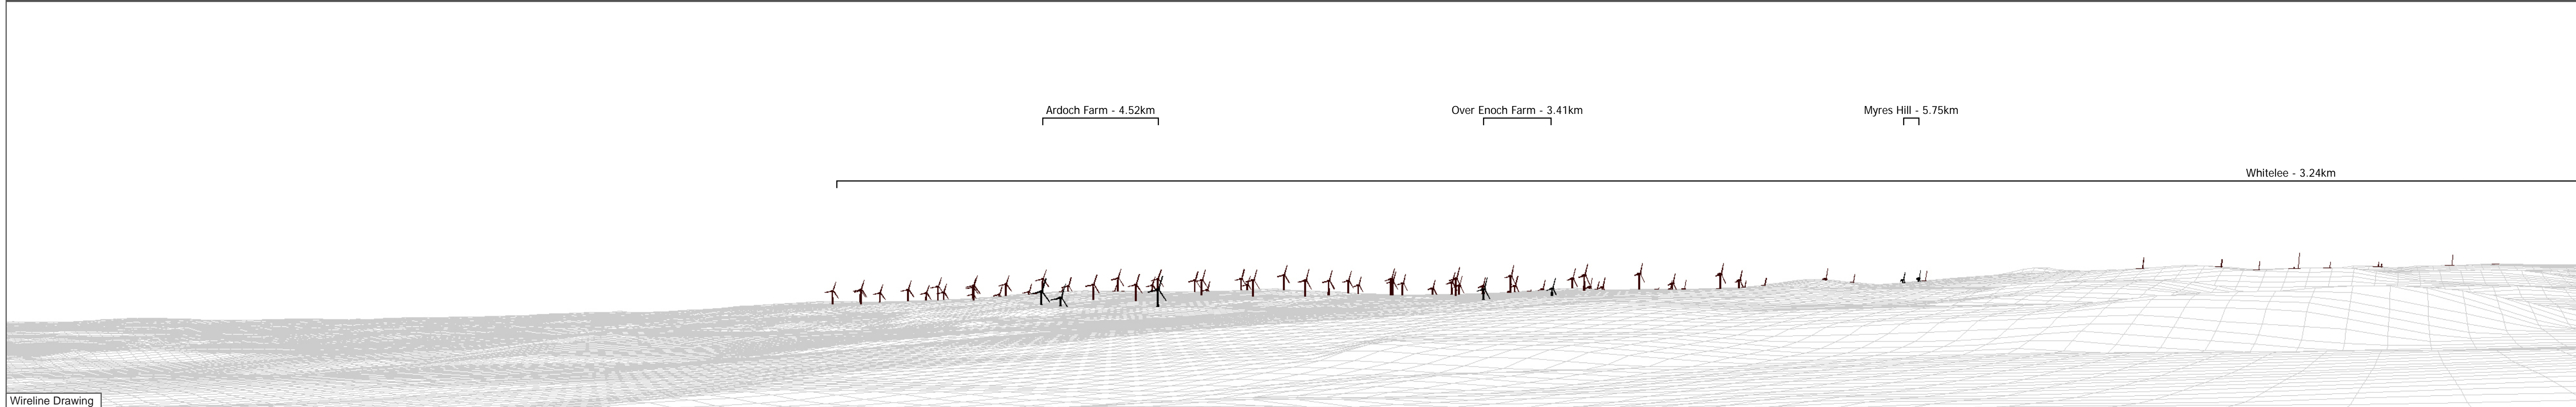 Ardoch Farm - 4.52km
Over Enoch Farm - 3.41km
Myres Hill - 5.75km
Whitelee - 3.24km
Wireline Drawing